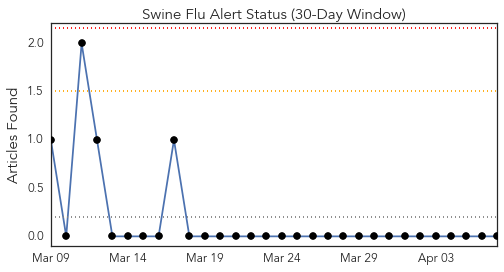 Swine Flu Alert Status (30-Day Window)
Articles Found
2.0
1.5
1.0
0.5
0.0
Mar 09 Mar 14 Mar 19 Mar 24 Mar 29 Apr 03